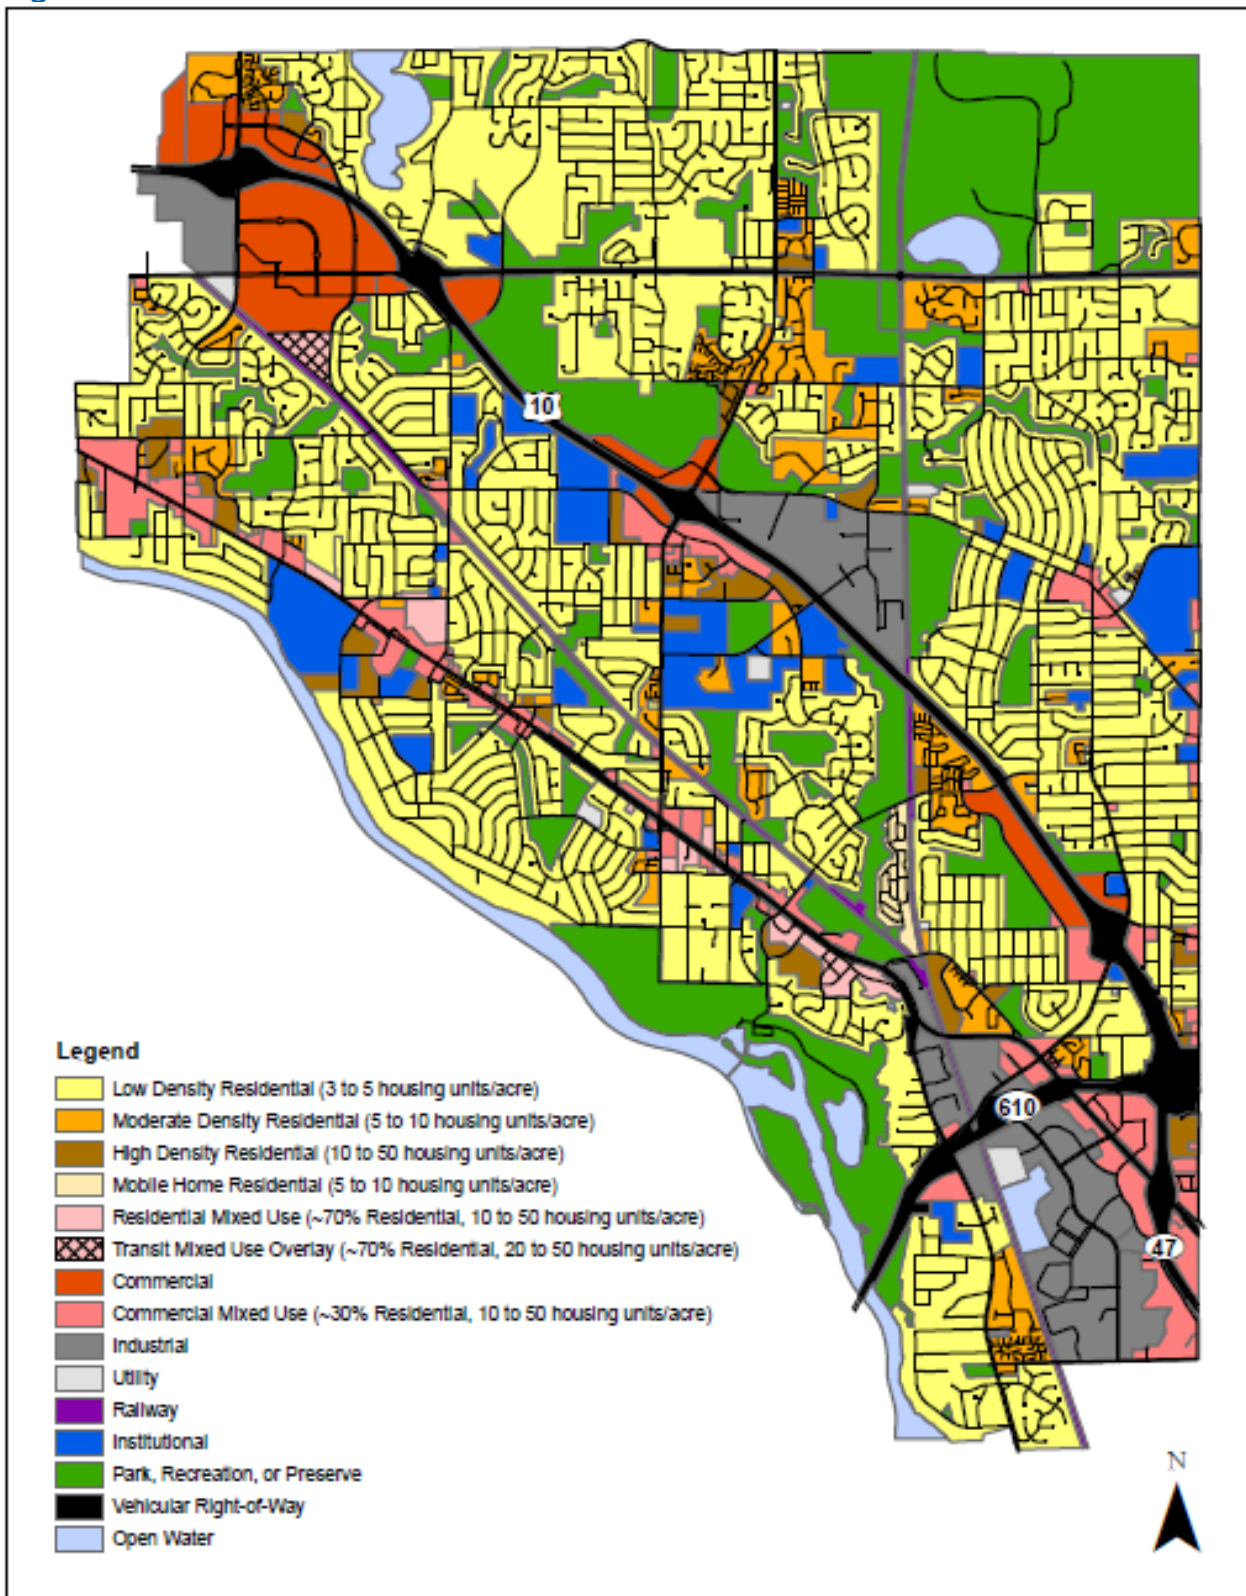 10
610
47
Legend
Low Density Residential (3 to 5 housing units/acre)
Moderate Density Residential (5 to 10 housing units/acre)
High Density Residential (10 to 50 housing units/acre)
Mobile Home Residential (5 to 10 housing units/acre)
Residential Mixed Use (~70% Residential, 10 to 50 housing units/acre)
Transit Mixed Use Overlay (~70% Residential, 20 to 50 housing units/acre)
Commercial
Commercial Mixed Use (~30% Residential, 10 to 50 housing units/acre)
Industrial
Utility
Railway
Institutional
Park, Recreation, or Preserve
Vehicular Right-of-Way
Open Water
N